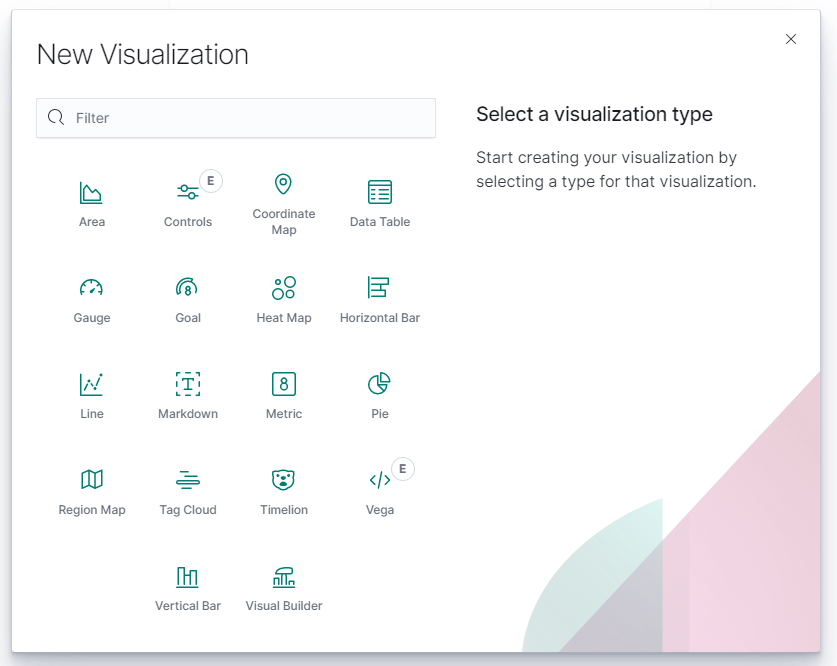 New Visualization
Filter
Select a visualization type
Start creating your visualization by
selecting a type for that visualization.
E
Area
Controls
Coordinate
Map
Data Table
8
Gauge
Goal
Heat Map
Horizontal Bar
T
8
Line
Markdown
Metric
Pie
E
Region Map
Tag Cloud
Timelion
Vega
Vertical Bar
Visual Builder